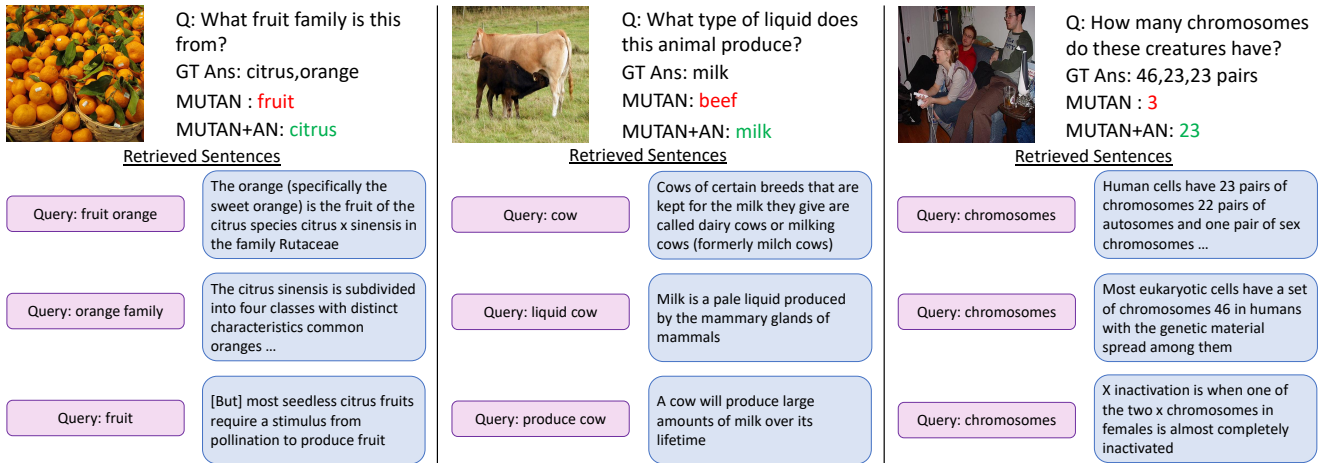 Q: What fruit family is this
from?
GT Ans: citrus,orange
MUTAN : fruit
MUTAN+AN: citrus
Retrieved Sentences
Query: fruit orange
The orange (specifically the
sweet orange) is the fruit of the
citrus species citrus x sinensis in
the family Rutaceae
Query: orange family
The citrus sinensis is subdivided
into four classes with distinct
characteristics common
oranges ...
Query: fruit
[But] most seedless citrus fruits
require a stimulus from
pollination to produce fruit
Q: What type of liquid does
this animal produce?
GT Ans: milk
MUTAN: beef
MUTAN+AN: milk
Retrieved Sentences
Query: cow
Cows of certain breeds that are
kept for the milk they give are
called dairy cows or milking
cows (formerly milch cows)
Query: liquid cow
Milk is a pale liquid produced
by the mammary glands of
mammals
Query: produce cow
A cow will produce large
amounts of milk over its
lifetime
Q: How many chromosomes
do these creatures have?
GT Ans: 46,23,23 pairs
MUTAN : 3
MUTAN+AN: 23
Retrieved Sentences
Query: chromosomes
Human cells have 23 pairs of
chromosomes 22 pairs of
autosomes and one pair of sex
chromosomes ...
Query: chromosomes
Most eukaryotic cells have a set
of chromosomes 46 in humans
with the genetic material
spread among them
Query: chromosomes
X inactivation is when one of
the two x chromosomes in
females is almost completely
inactivated